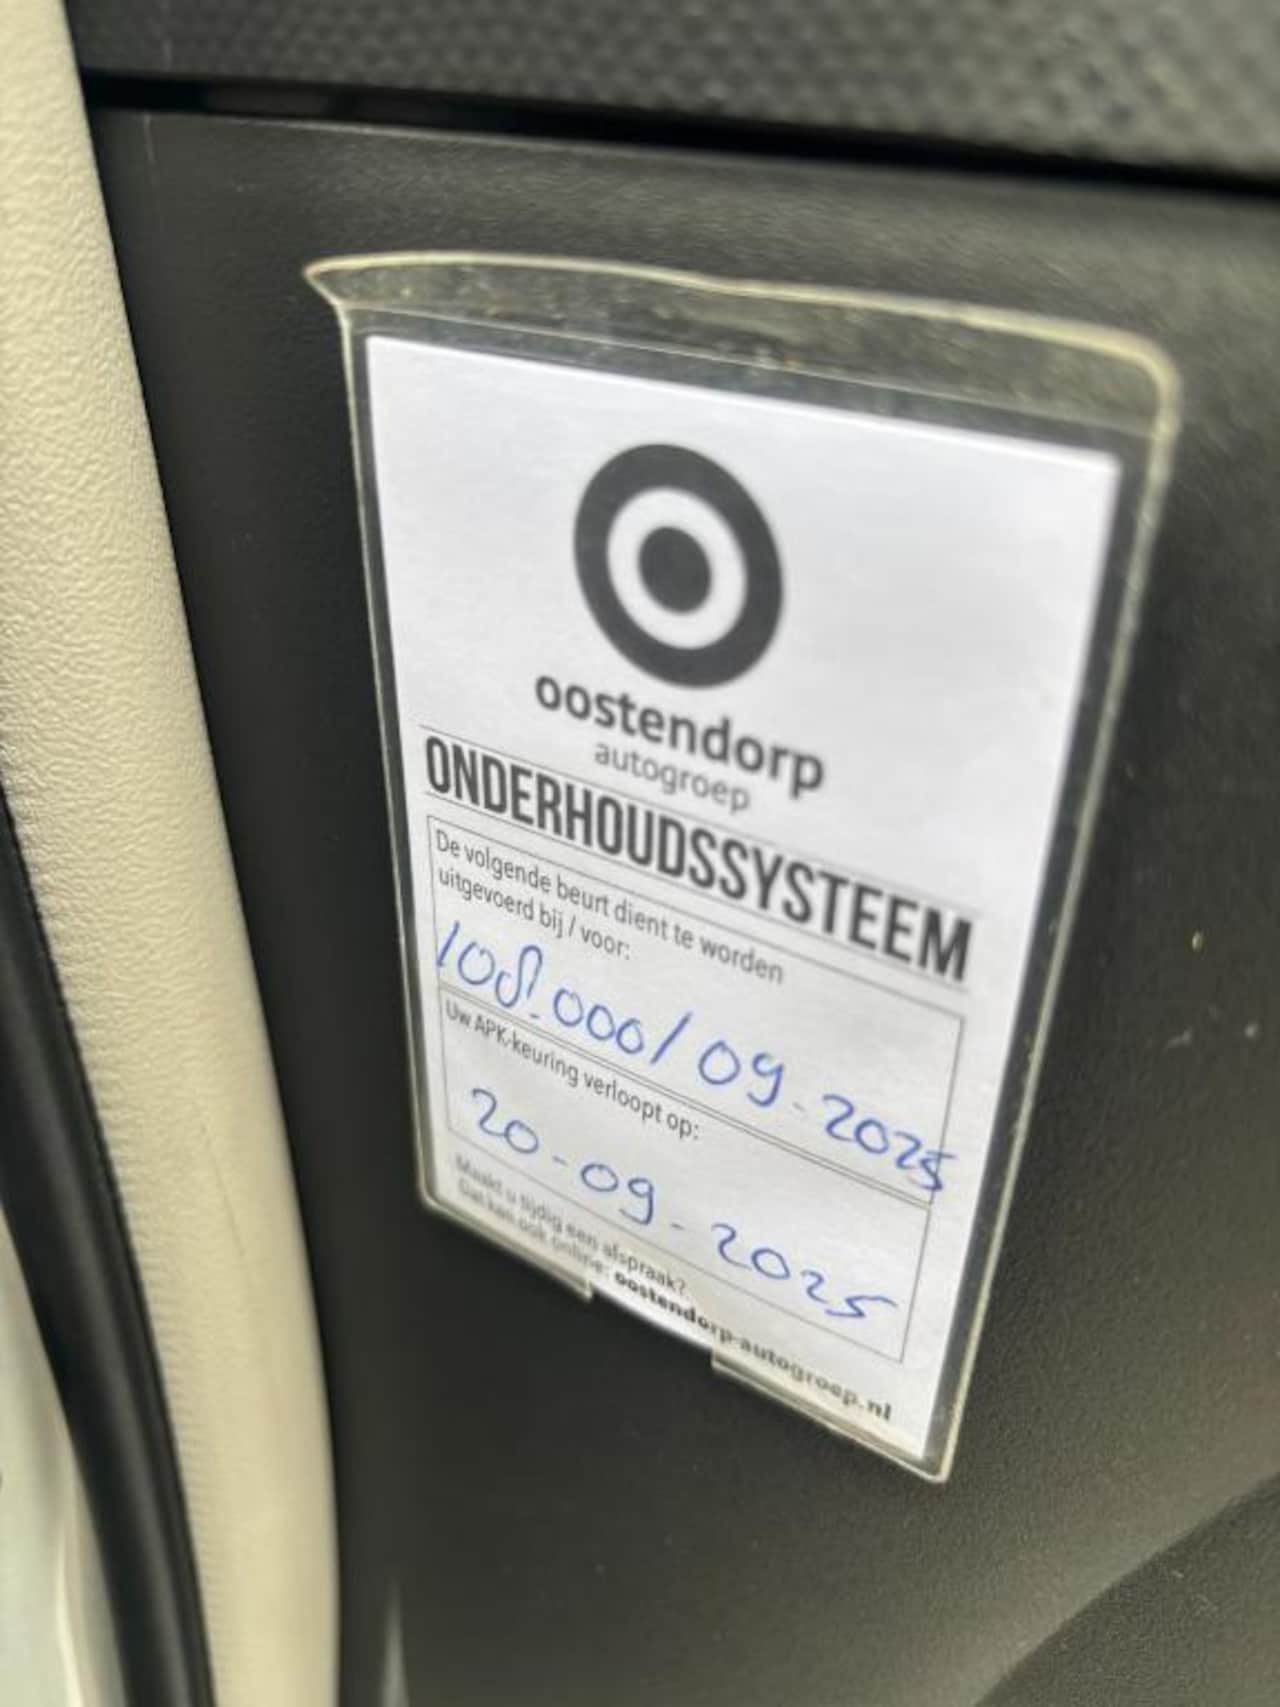 oostendorp
autogroep
ONDERHOUDSSYSTEEM
De volgende beurt dient te worden
uitgevoerd bij / voor:
108.000/09-2025
Uw APK-keuring verloopt op:
20-09-2025
Maakt u tijdig een afspraak?
Dat kan ook online: oostendorp-autogroep.nl